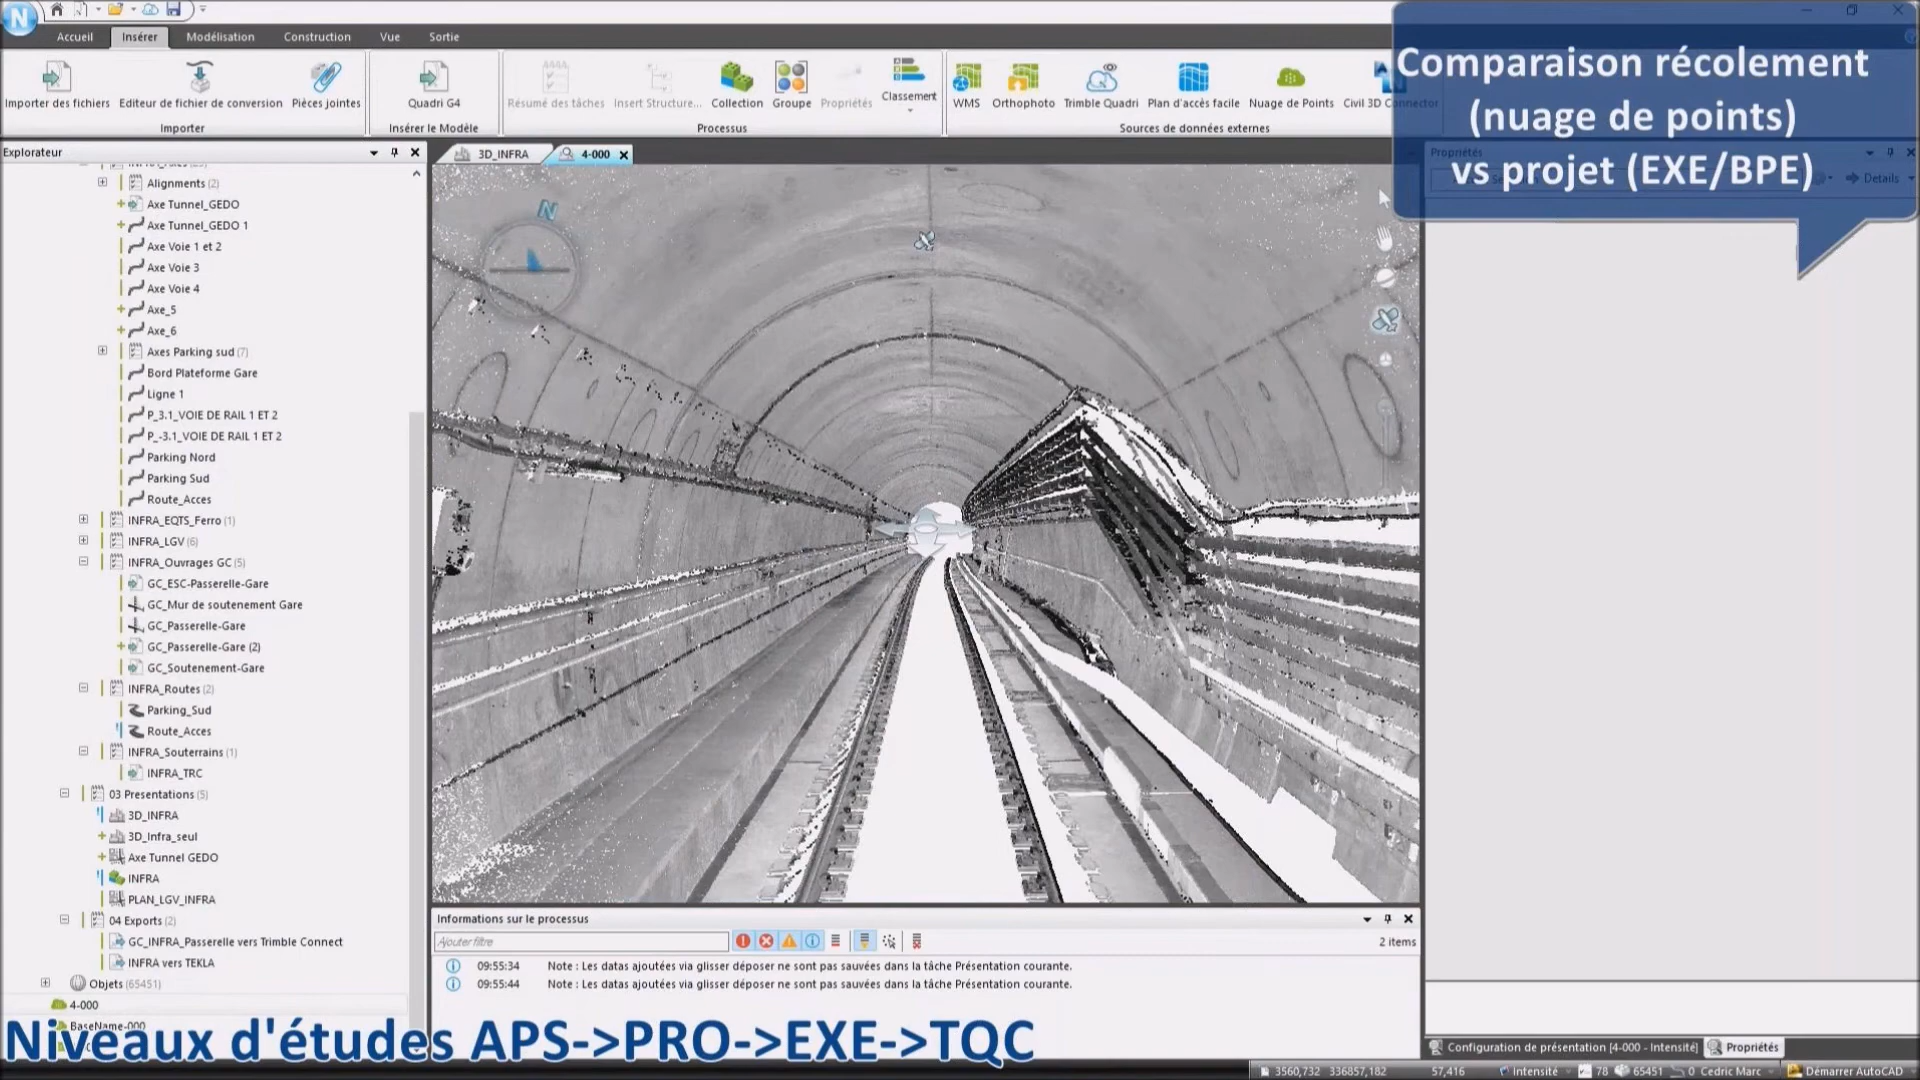 Accueil
Insérer
Modélisation
Construction
Vue
Sortie
Importer des fichiers
Editeur de fichier de conversion
Pièces jointes
Quadri G4
Résumé des tâches
Insert Structure...
Collection
Groupe
Propriétés
Classement
WMS
Orthophoto
Trimble Quadri
Plan d'accès facile
Nuage de Points
Civil 3D Connector
Importer
Insérer le Modèle
Processus
Sources de données externes
Comparaison récolement
(nuage de points)
vs projet (EXE/BPE)
Explorateur
3D_INFRA
4-000
Propriétés
Details
Alignments (2)
Axe Tunnel_GEDO
Axe Tunnel_GEDO 1
Axe Voie 1 et 2
Axe Voie 3
Axe Voie 4
Axe_5
Axe_6
Axes Parking sud (7)
Bord Plateforme Gare
Ligne 1
P_3.1_VOIE DE RAIL 1 ET 2
P_-3.1_VOIE DE RAIL 1 ET 2
Parking Nord
Parking Sud
Route_Acces
INFRA_EQTS_Ferro (1)
INFRA_LGV (6)
INFRA_Ouvrages GC (5)
GC_ESC-Passerelle-Gare
GC_Mur de soutenement Gare
GC_Passerelle-Gare
GC_Passerelle-Gare (2)
GC_Soutenement-Gare
INFRA_Routes (2)
Parking_Sud
Route_Acces
INFRA_Souterrains (1)
INFRA_TRC
03 Presentations (5)
3D_INFRA
3D_Infra_seul
Axe Tunnel GEDO
INFRA
PLAN_LGV_INFRA
04 Exports (2)
GC_INFRA_Passerelle vers Trimble Connect
INFRA vers TEKLA
Objets (65451)
4-000
BaseName-000
N
Informations sur le processus
Ajouter filtre
2 items
09:55:34 Note : Les datas ajoutées via glisser déposer ne sont pas sauvées dans la tâche Présentation courante.
09:55:44 Note : Les datas ajoutées via glisser déposer ne sont pas sauvées dans la tâche Présentation courante.
Niveaux d'études APS->PRO->EXE->TQC
Configuration de présentation [4-000 - Intensité]
Propriétés
3560,732 336857,182
57,416
Intensité
78
65451
0
Cedric Marc
Démarrer AutoCAD